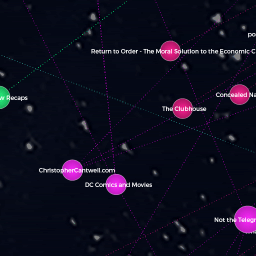 po
Return to Order - The Moral Solution to the Economic C
Concealed Na
Recaps
The Clubhouse
ChristopherCantwell.com
DC Comics and Movies
Not the Telegr